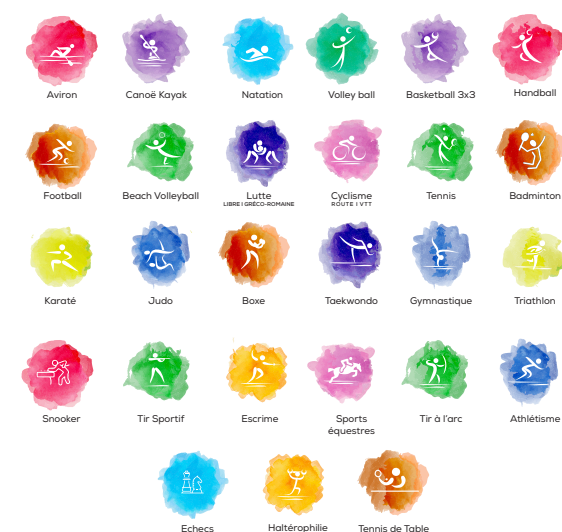 Aviron
Canoë Kayak
Natation
Volley ball
Basketball 3x3
Handball
Football
Beach Volleyball
Lutte
LIBRE I GRÉCO-ROMAINE
Cyclisme
ROUTE I VTT
Tennis
Badminton
Karaté
Judo
Boxe
Taekwondo
Gymnastique
Triathlon
Snooker
Tir Sportif
Escrime
Sports
équestres
Tir à l'arc
Athlétisme
Echecs
Haltérophilie
Tennis de Table